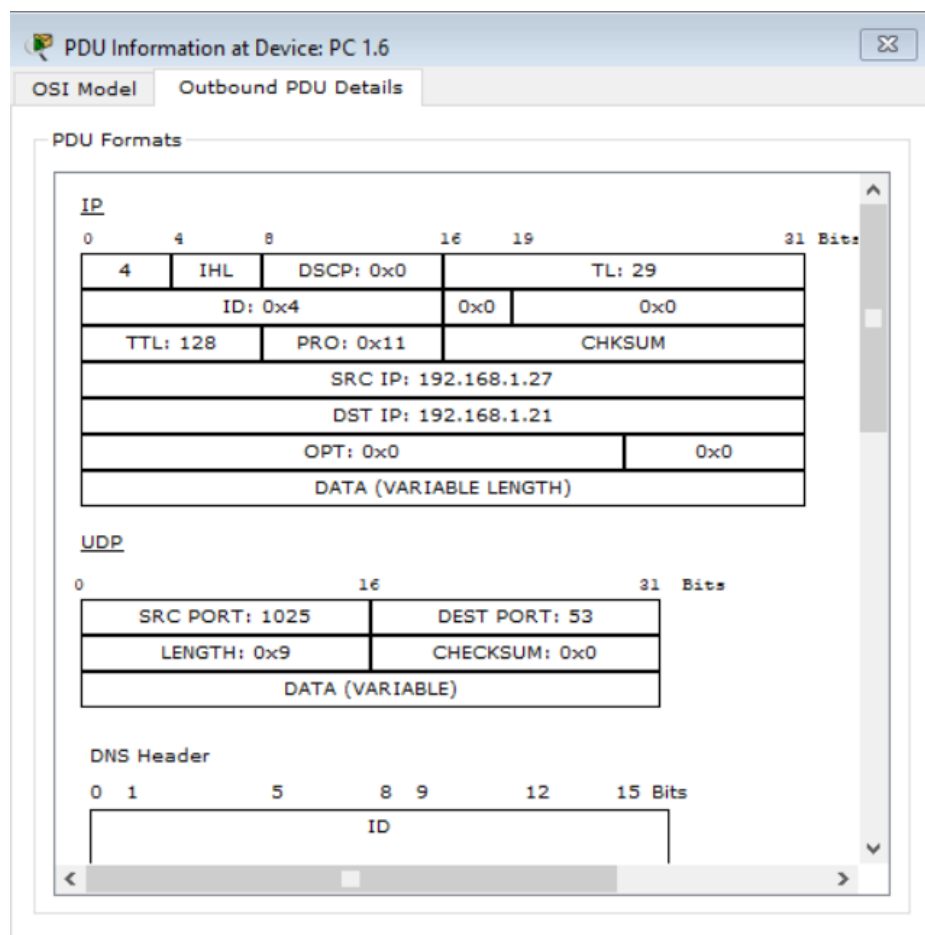 PDU Information at Device: PC 1.6
OSI Model Outbound PDU Details
PDU Formats
IP
0 4 8 16 19 31 Bits
4 IHL DSCP: 0x0 TL: 29
ID: 0x4 0x0 0x0
TTL: 128 PRO: 0x11 CHKSUM
SRC IP: 192.168.1.27
DST IP: 192.168.1.21
OPT: 0x0 0x0
DATA (VARIABLE LENGTH)
UDP
0 16 31 Bits
SRC PORT: 1025 DEST PORT: 53
LENGTH: 0x9 CHECKSUM: 0x0
DATA (VARIABLE)
DNS Header
0 1 5 8 9 12 15 Bits
ID